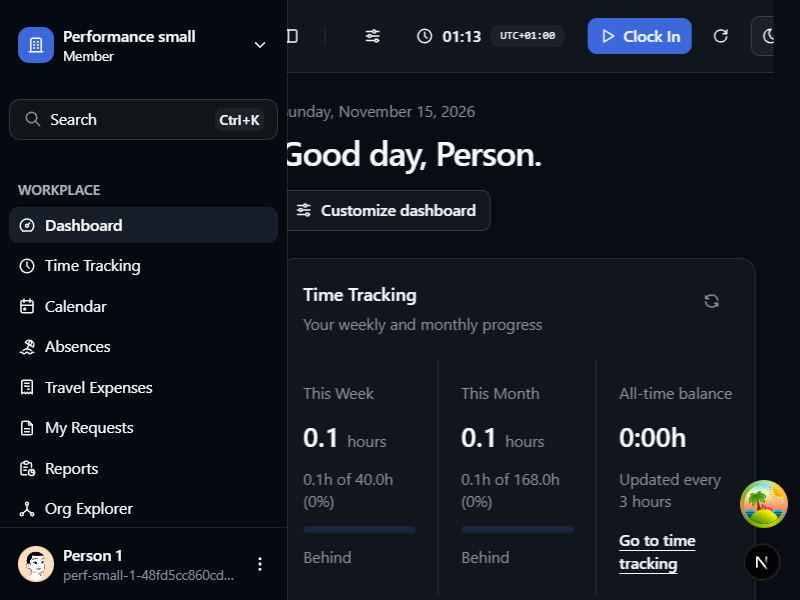 Performance small
Member
Search
Ctrl+K
WORKPLACE
Dashboard
Time Tracking
Calendar
Absences
Travel Expenses
My Requests
Reports
Org Explorer
Person 1
perf-small-1-48fd5cc860cd...
01:13
UTC+01:00
Clock In
Sunday, November 15, 2026
Good day, Person.
Customize dashboard
Time Tracking
Your weekly and monthly progress
This Week
0.1 hours
0.1h of 40.0h
(0%)
Behind
This Month
0.1 hours
0.1h of 168.0h
(0%)
Behind
All-time balance
0:00h
Updated every
3 hours
Go to time
tracking
N